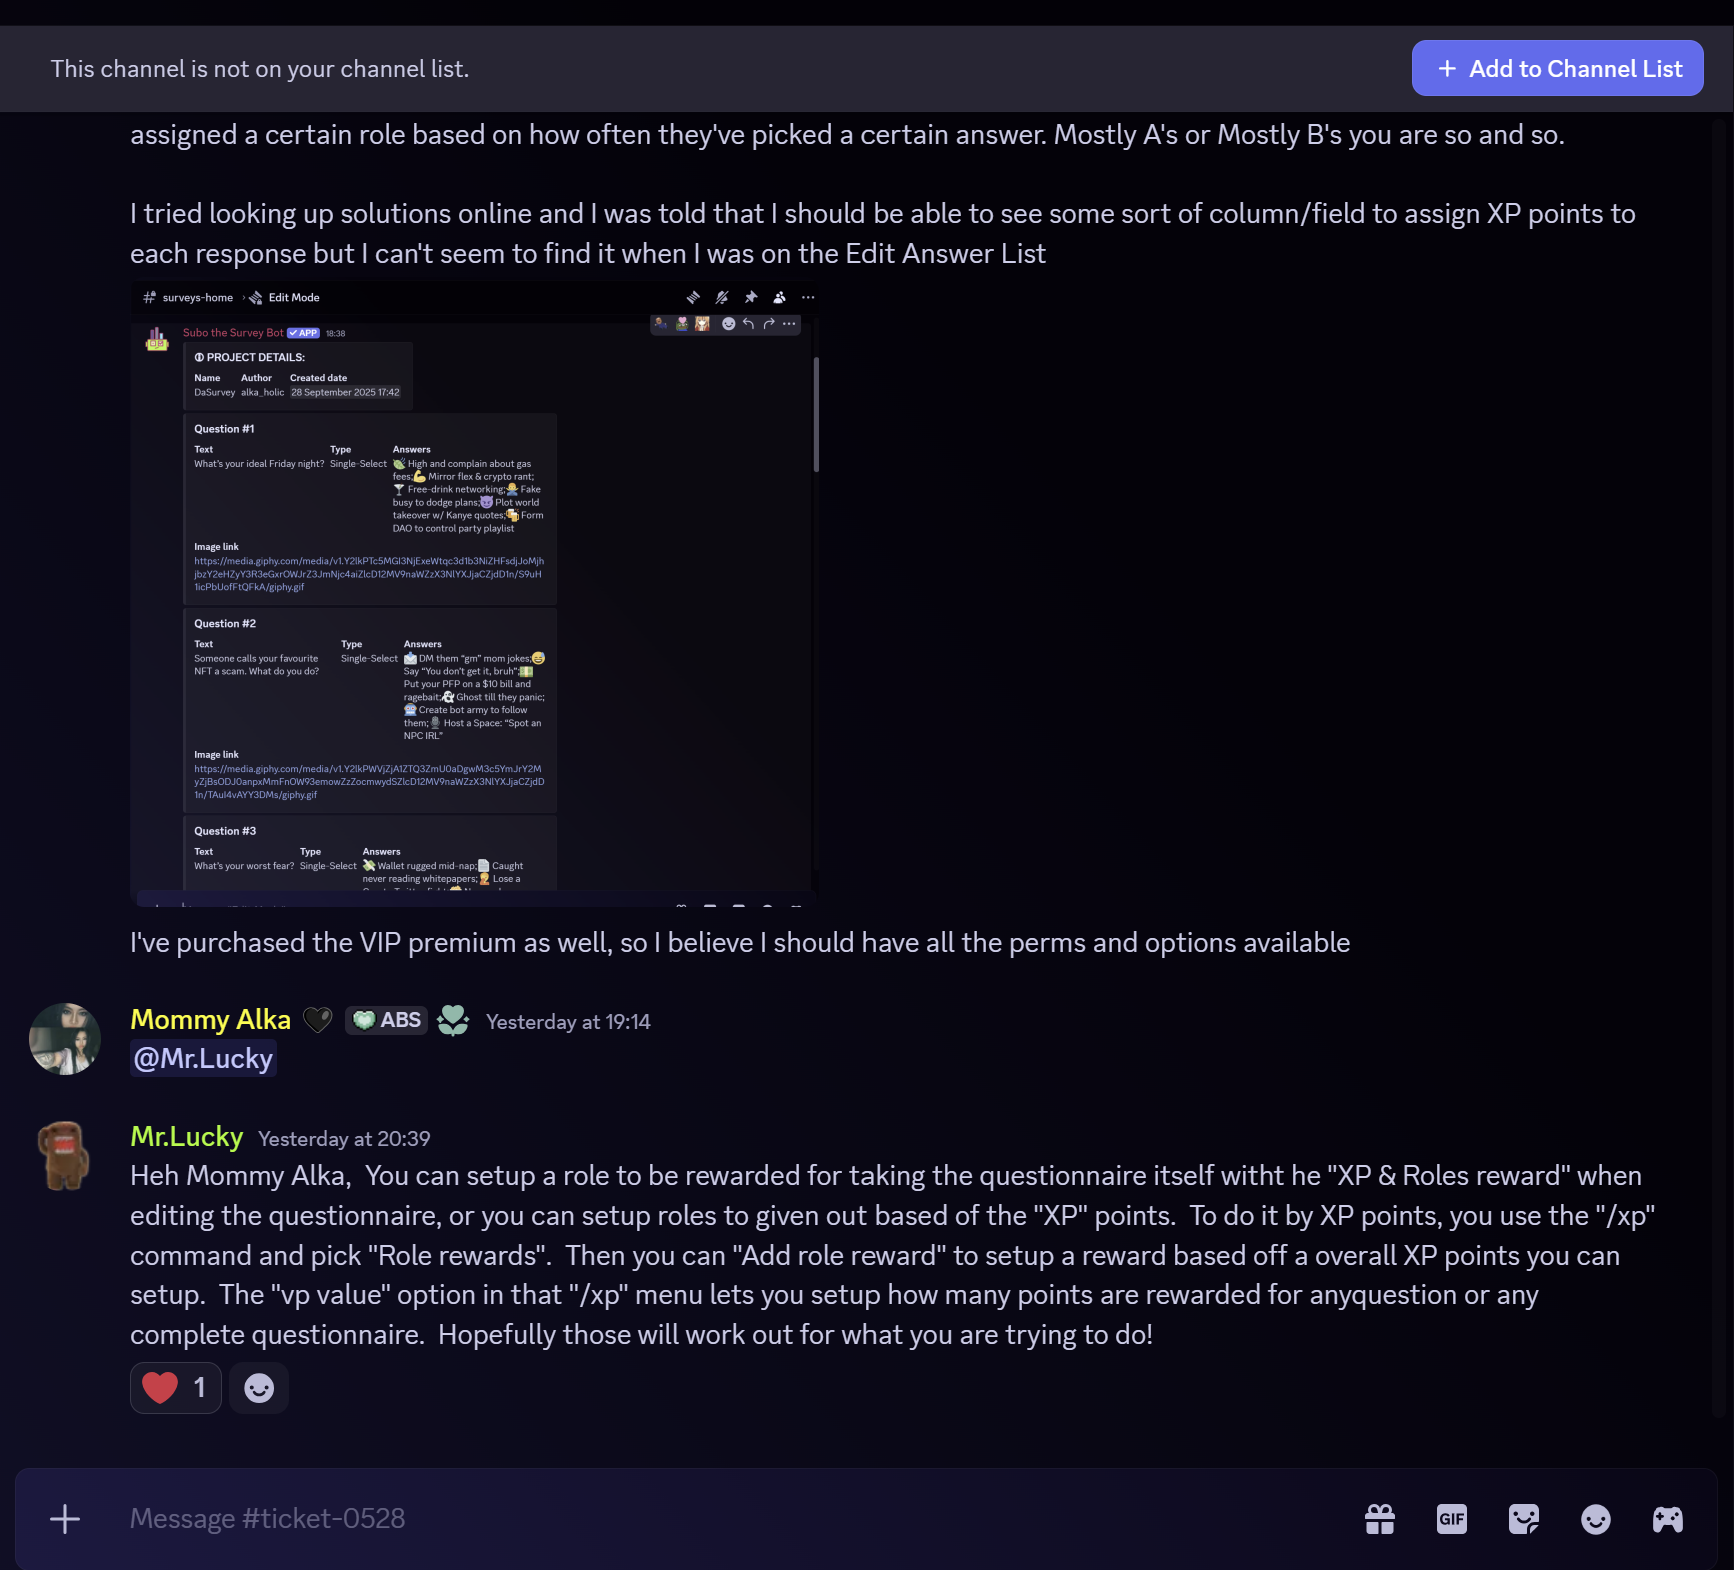 This channel is not on your channel list.
+ Add to Channel List
assigned a certain role based on how often they've picked a certain answer. Mostly A's or Mostly B's you are so and so.
I tried looking up solutions online and I was told that I should be able to see some sort of column/field to assign XP points to
each response but I can't seem to find it when I was on the Edit Answer List
surveys-home › Edit Mode
Subo the Survey Bot APP 18:38
PROJECT DETAILS:
Name Author Created date
DaSurvey alka_holic 28 September 2025 17:42
Question #1
Text Type Answers
What's your ideal Friday night? Single-Select 🍃 High and complain about gas
fees;💪 Mirror flex & crypto rant;
🍸 Free-drink networking; Fake
busy to dodge plans;😈 Plot world
takeover w/ Kanye quotes;🍻 Form
DAO to control party playlist
Image link
https://media.giphy.com/media/v1.
giphy.gif
Question #2
Text Type Answers
Someone calls your favourite Single-Select 📩 DM them "gm" mom jokes;😅
NFT a scam. What do you do? Say "You don't get it, bruh";💵
Put your PFP on a $10 bill and
ragebait;👻 Ghost till they panic;
🤖 Create bot army to follow
them;🎙 Host a Space: "Spot an
NPC IRL"
Image link
https://media.giphy.com/media/v1.
giphy.gif
Question #3
Text Type Answers
What's your worst fear? Single-Select 💸 Wallet rugged mid-nap;📄 Caught
never reading whitepapers; Lose a
I've purchased the VIP premium as well, so I believe I should have all the perms and options available
Mommy Alka 🖤 ABS Yesterday at 19:14
@Mr.Lucky
Mr.Lucky Yesterday at 20:39
Heh Mommy Alka,  You can setup a role to be rewarded for taking the questionnaire itself witht he "XP & Roles reward" when
editing the questionnaire, or you can setup roles to given out based of the "XP" points.  To do it by XP points, you use the "/xp"
command and pick "Role rewards".  Then you can "Add role reward" to setup a reward based off a overall XP points you can
setup.  The "vp value" option in that "/xp" menu lets you setup how many points are rewarded for anyquestion or any
complete questionnaire.  Hopefully those will work out for what you are trying to do!
❤️ 1
Message #ticket-0528
GIF